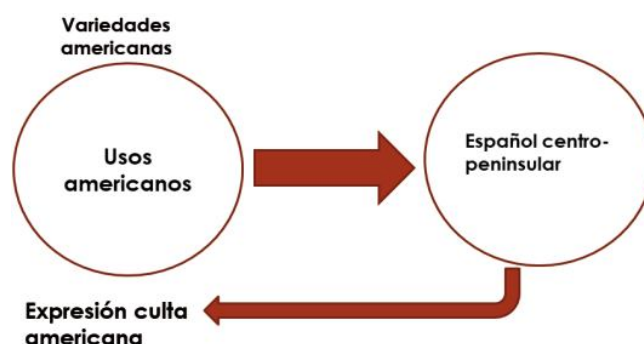 Variedades
americanas
Usos
americanos
Español centro-
peninsular
Expresión culta
americana